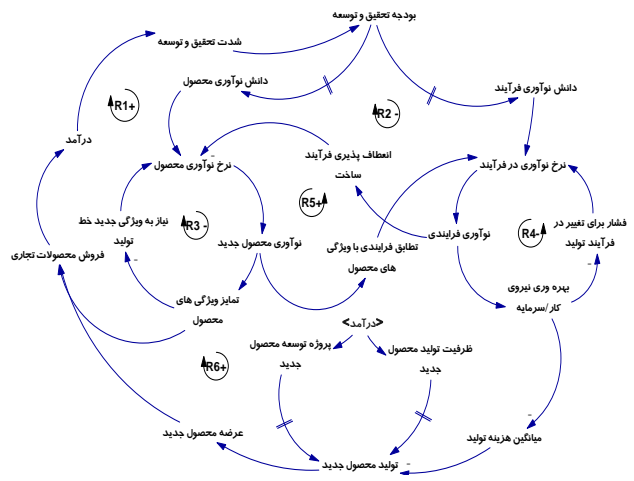 بودجه تحقیق و توسعه
شدت تحقیق و توسعه
دانش نوآوری محصول
دانش نوآوری فرآیند
R1+
R2 -
درآمد
انعطاف پذیری فرآیند
ساخت
نرخ نوآوری محصول
-
نرخ نوآوری در فرآیند
R5+
نیاز به ویژگی جدید خط
تولید
-
R3 -
نوآوری محصول جدید
تطابق فرایندی با ویژگی
های محصول
نوآوری فرایندی
R4-
فشار برای تغییر در
فرآیند تولید
-
فروش محصولات تجاری
تمایز ویژگی های
محصول
بهره وری نیروی
کار/سرمایه
<درآمد>
پروژه توسعه محصول
جدید
ظرفیت تولید محصول
جدید
R6+
عرضه محصول جدید
-
میانگین هزینه تولید
تولید محصول جدید
-